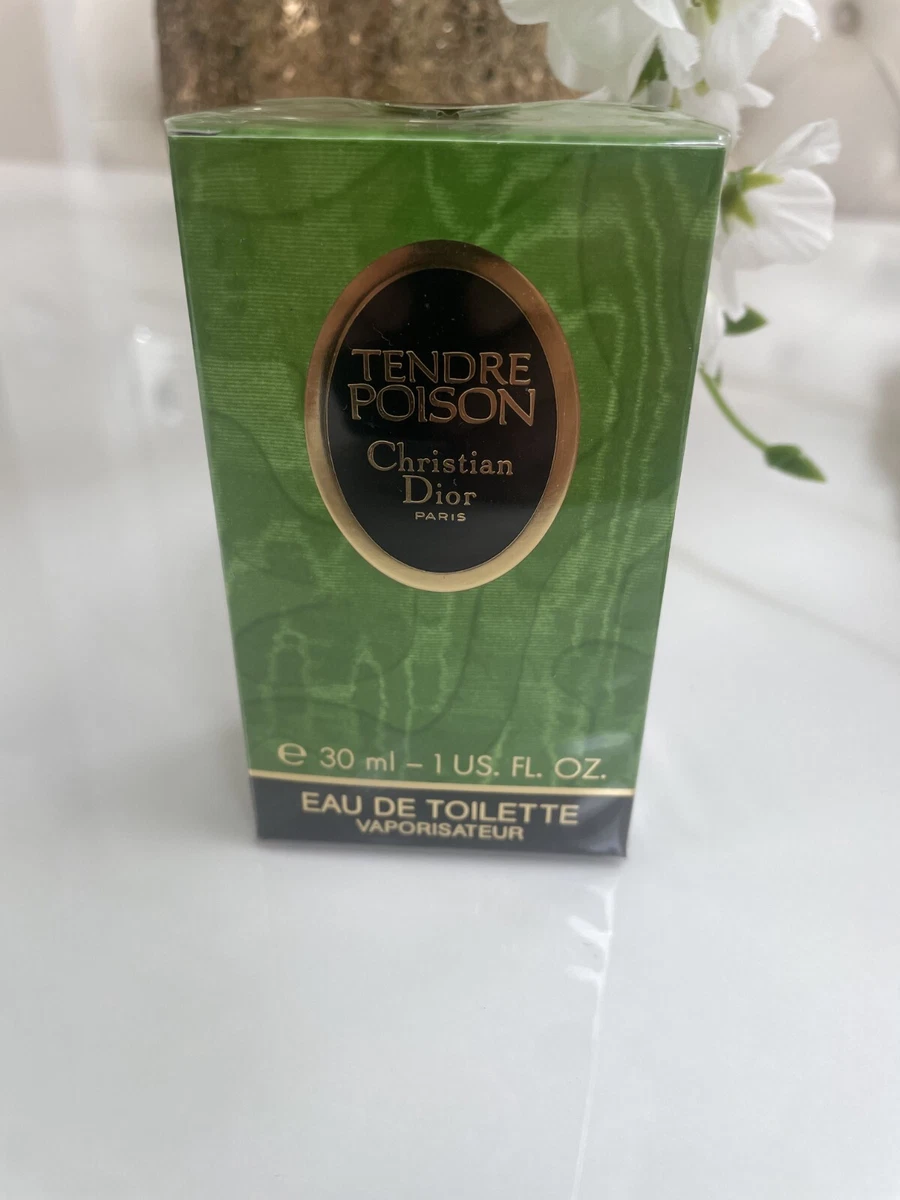 TENDRE
POISON
Christian
Dior
PARIS
℮ 30 ml – 1 US. FL. OZ.
EAU DE TOILETTE
VAPORISATEUR